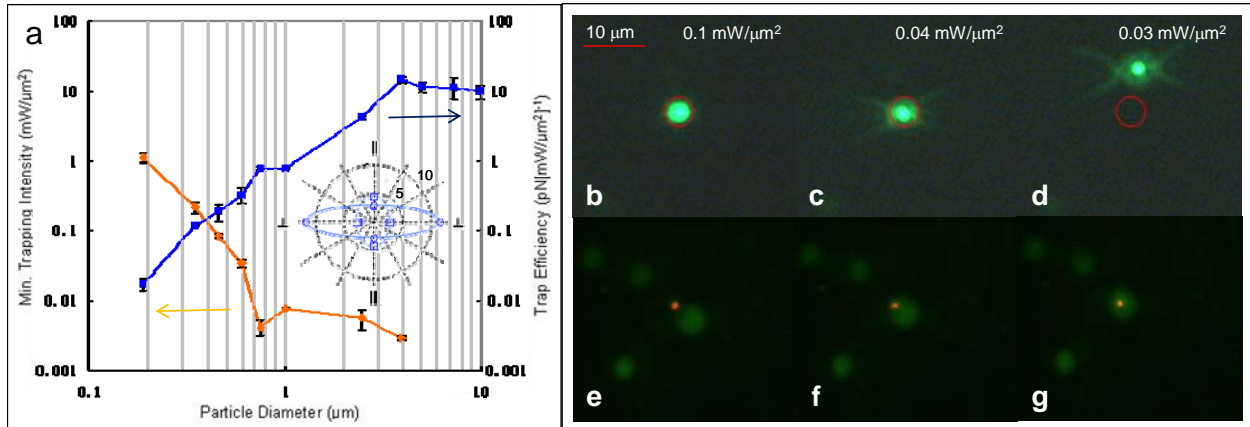 a
100
10
1
0.1
0.01
0.001
Min. Trapping Intensity (mW/µm²)
100
10
1
0.1
0.01
0.001
Trap Efficiency (pN[mW/µm²]⁻¹)
0.1
1
10
Particle Diameter (µm)
||
10
5
⊥
⊥
||
10 µm
0.1 mW/µm²
0.04 mW/µm²
0.03 mW/µm²
b
c
d
e
f
g